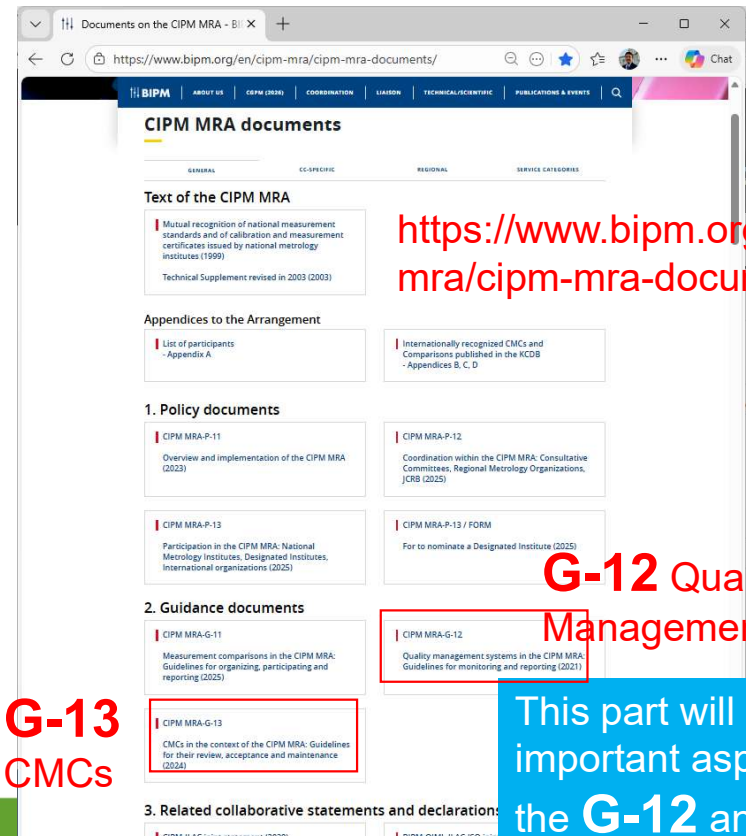 Documents on the CIPM MRA - BI
https://www.bipm.org/en/cipm-mra/cipm-mra-documents/
Chat
BIPM
ABOUT US
CGPM (2026)
COORDINATION
LIAISON
TECHNICAL/SCIENTIFIC
PUBLICATIONS & EVENTS
CIPM MRA documents
GENERAL
CC-SPECIFIC
REGIONAL
SERVICE CATEGORIES
Text of the CIPM MRA
Mutual recognition of national measurement
standards and of calibration and measurement
certificates issued by national metrology
institutes (1999)
Technical Supplement revised in 2003 (2003)
https://www.bipm.org
mra/cipm-mra-docu
Appendices to the Arrangement
List of participants
- Appendix A
Internationally recognized CMCs and
Comparisons published in the KCDB
- Appendices B, C, D
1. Policy documents
CIPM MRA-P-11
Overview and implementation of the CIPM MRA
(2023)
CIPM MRA-P-12
Coordination within the CIPM MRA: Consultative
Committees, Regional Metrology Organizations,
JCRB (2025)
CIPM MRA-P-13
Participation in the CIPM MRA: National
Metrology Institutes, Designated Institutes,
International organizations (2025)
CIPM MRA-P-13 / FORM
For to nominate a Designated Institute (2025)
G-12 Qua
Managemen
2. Guidance documents
CIPM MRA-G-11
Measurement comparisons in the CIPM MRA:
Guidelines for organizing, participating and
reporting (2025)
CIPM MRA-G-12
Quality management systems in the CIPM MRA:
Guidelines for monitoring and reporting (2021)
G-13
CMCs
CIPM MRA-G-13
CMCs in the context of the CIPM MRA: Guidelines
for their review, acceptance and maintenance
(2024)
This part will
important asp
the G-12 an
3. Related collaborative statements and declarations